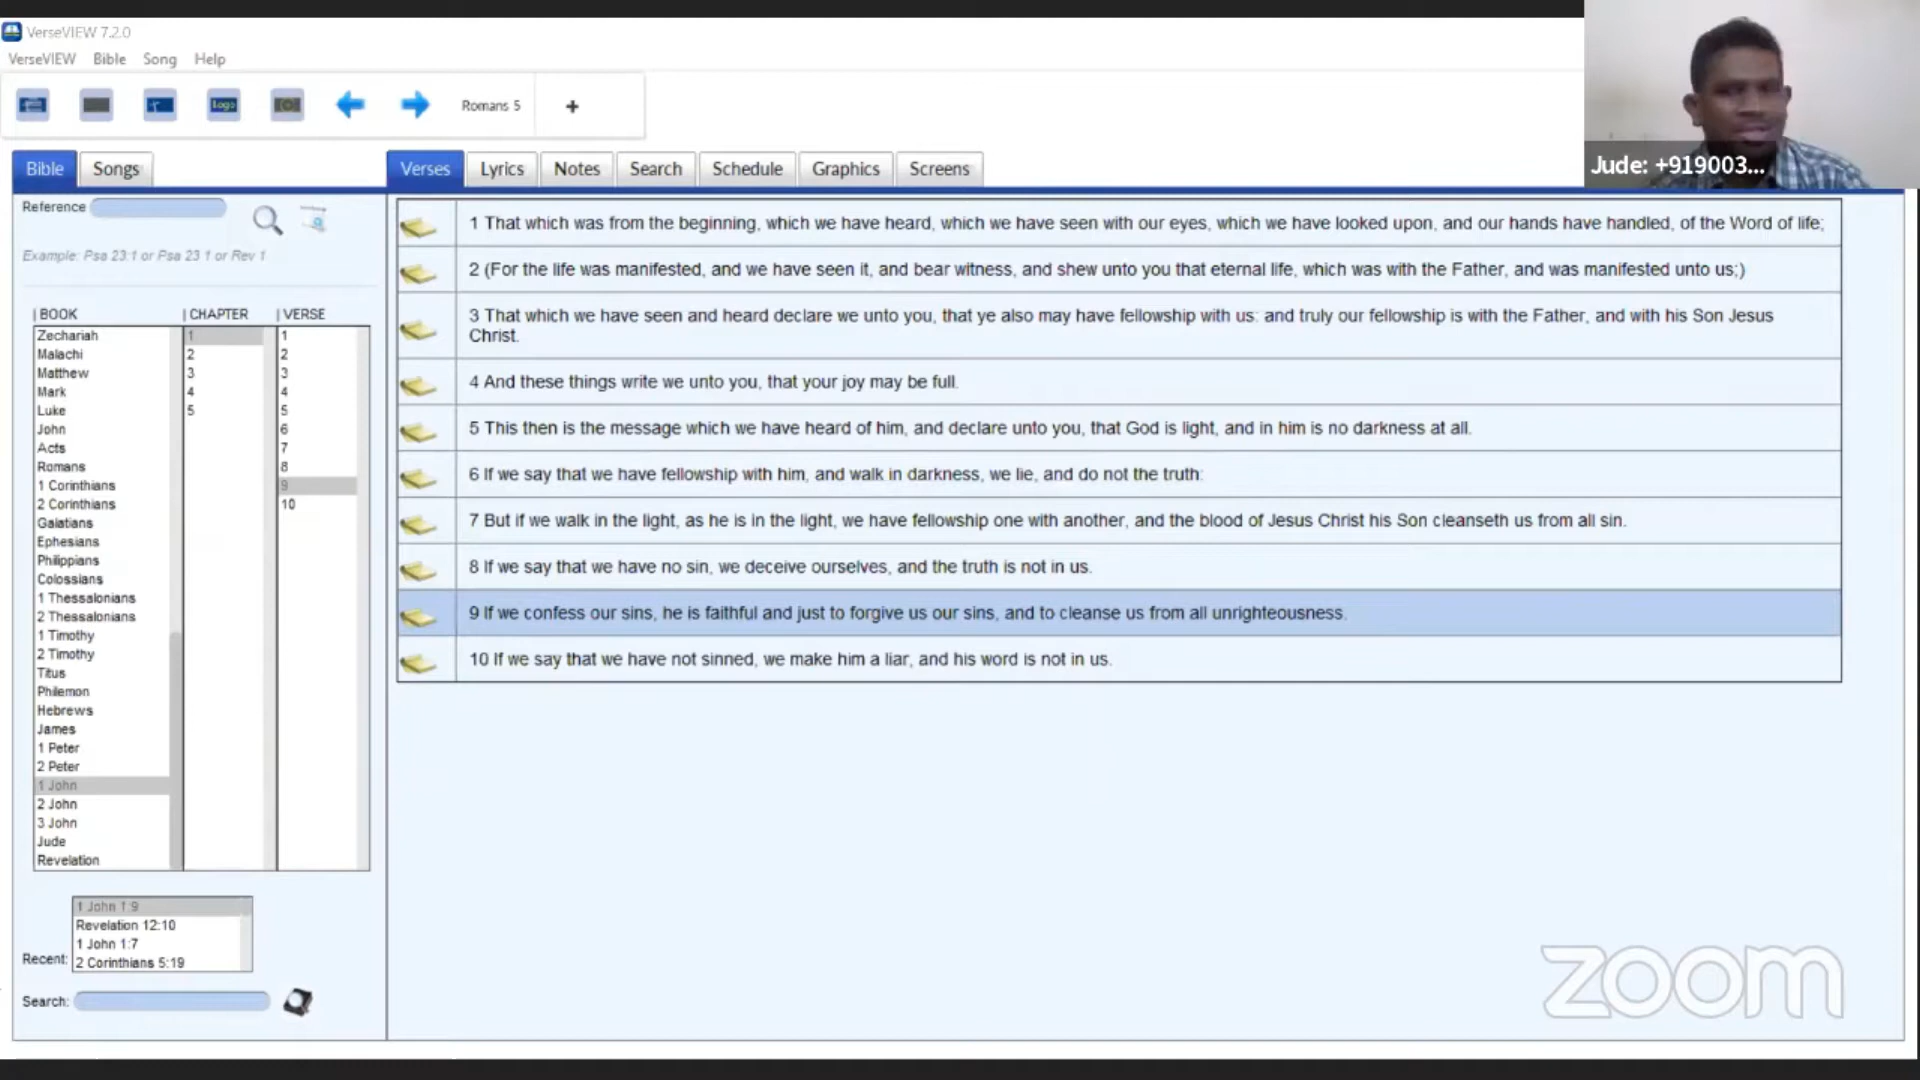 VerseVIEW 7.2.0
VerseVIEW Bible Song Help
Logo Romans 5 +
Jude: +919003...
Bible Songs
Verses Lyrics Notes Search Schedule Graphics Screens
Reference
Example: Psa 23:1 or Psa 23 1 or Rev 1
| BOOK | CHAPTER | VERSE
Zechariah 1 1
Malachi 2 2
Matthew 3 3
Mark 4 4
Luke 5 5
John 6
Acts 7
Romans 8
1 Corinthians 9
2 Corinthians 10
Galatians
Ephesians
Philippians
Colossians
1 Thessalonians
2 Thessalonians
1 Timothy
2 Timothy
Titus
Philemon
Hebrews
James
1 Peter
2 Peter
1 John
2 John
3 John
Jude
Revelation
1 John 1:9
Revelation 12:10
1 John 1:7
Recent: 2 Corinthians 5:19
Search:
1 That which was from the beginning, which we have heard, which we have seen with our eyes, which we have looked upon, and our hands have handled, of the Word of life;
2 (For the life was manifested, and we have seen it, and bear witness, and shew unto you that eternal life, which was with the Father, and was manifested unto us;)
3 That which we have seen and heard declare we unto you, that ye also may have fellowship with us: and truly our fellowship is with the Father, and with his Son Jesus
Christ.
4 And these things write we unto you, that your joy may be full.
5 This then is the message which we have heard of him, and declare unto you, that God is light, and in him is no darkness at all.
6 If we say that we have fellowship with him, and walk in darkness, we lie, and do not the truth:
7 But if we walk in the light, as he is in the light, we have fellowship one with another, and the blood of Jesus Christ his Son cleanseth us from all sin.
8 If we say that we have no sin, we deceive ourselves, and the truth is not in us.
9 If we confess our sins, he is faithful and just to forgive us our sins, and to cleanse us from all unrighteousness.
10 If we say that we have not sinned, we make him a liar, and his word is not in us.
zoom